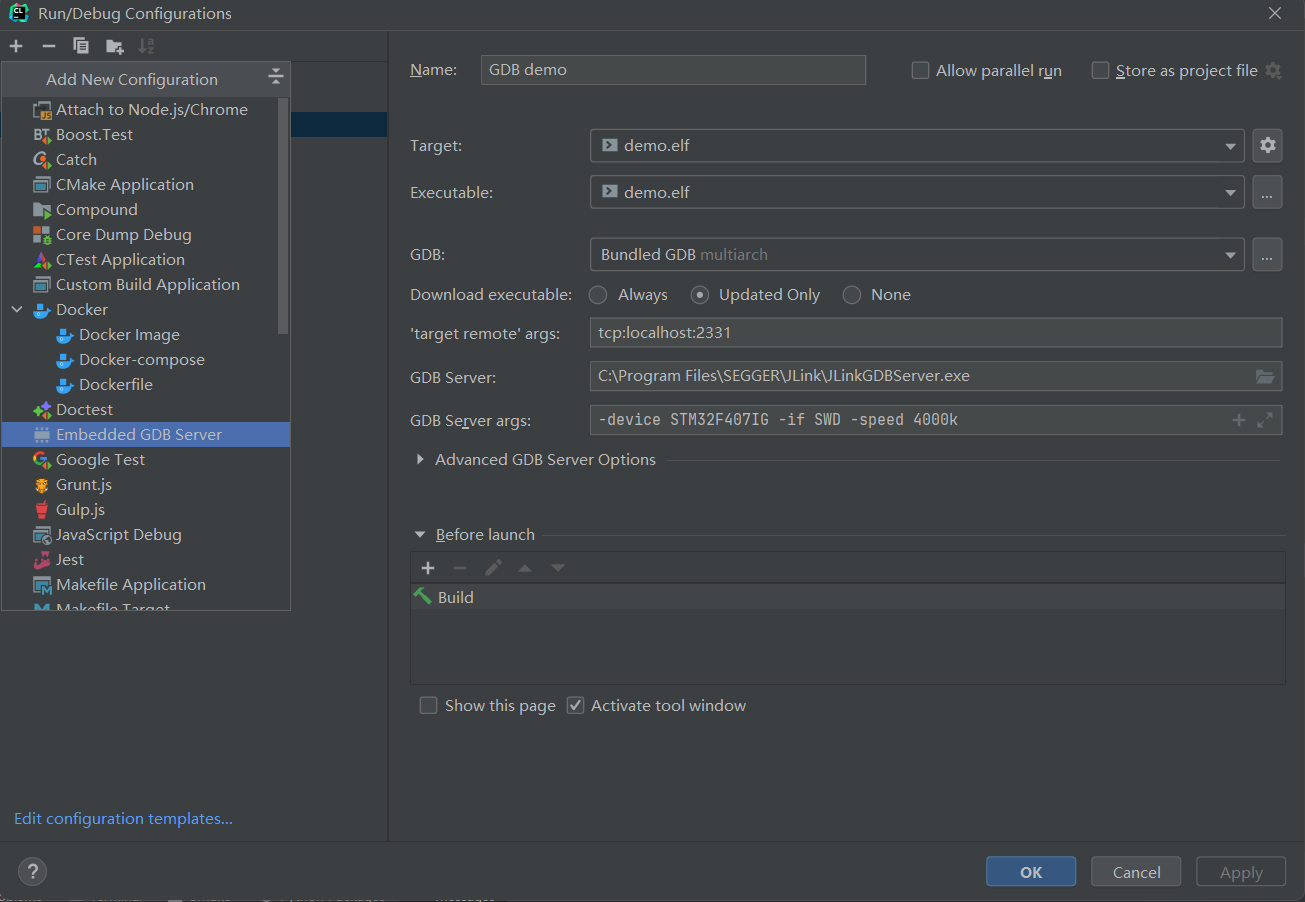 Run/Debug Configurations
Add New Configuration
Attach to Node.js/Chrome
Boost.Test
Catch
CMake Application
Compound
Core Dump Debug
CTest Application
Custom Build Application
Docker
Docker Image
Docker-compose
Dockerfile
Doctest
Embedded GDB Server
Google Test
Grunt.js
Gulp.js
JavaScript Debug
Jest
Makefile Application
Makefile Target
Edit configuration templates...
Name: GDB demo Allow parallel run Store as project file
Target: demo.elf
Executable: demo.elf ...
GDB: Bundled GDB multiarch ...
Download executable: Always Updated Only None
'target remote' args: tcp:localhost:2331
GDB Server: C:\Program Files\SEGGER\JLink\JLinkGDBServer.exe
GDB Server args: -device STM32F407IG -if SWD -speed 4000k
Advanced GDB Server Options
Before launch
Build
Show this page Activate tool window
? OK Cancel Apply